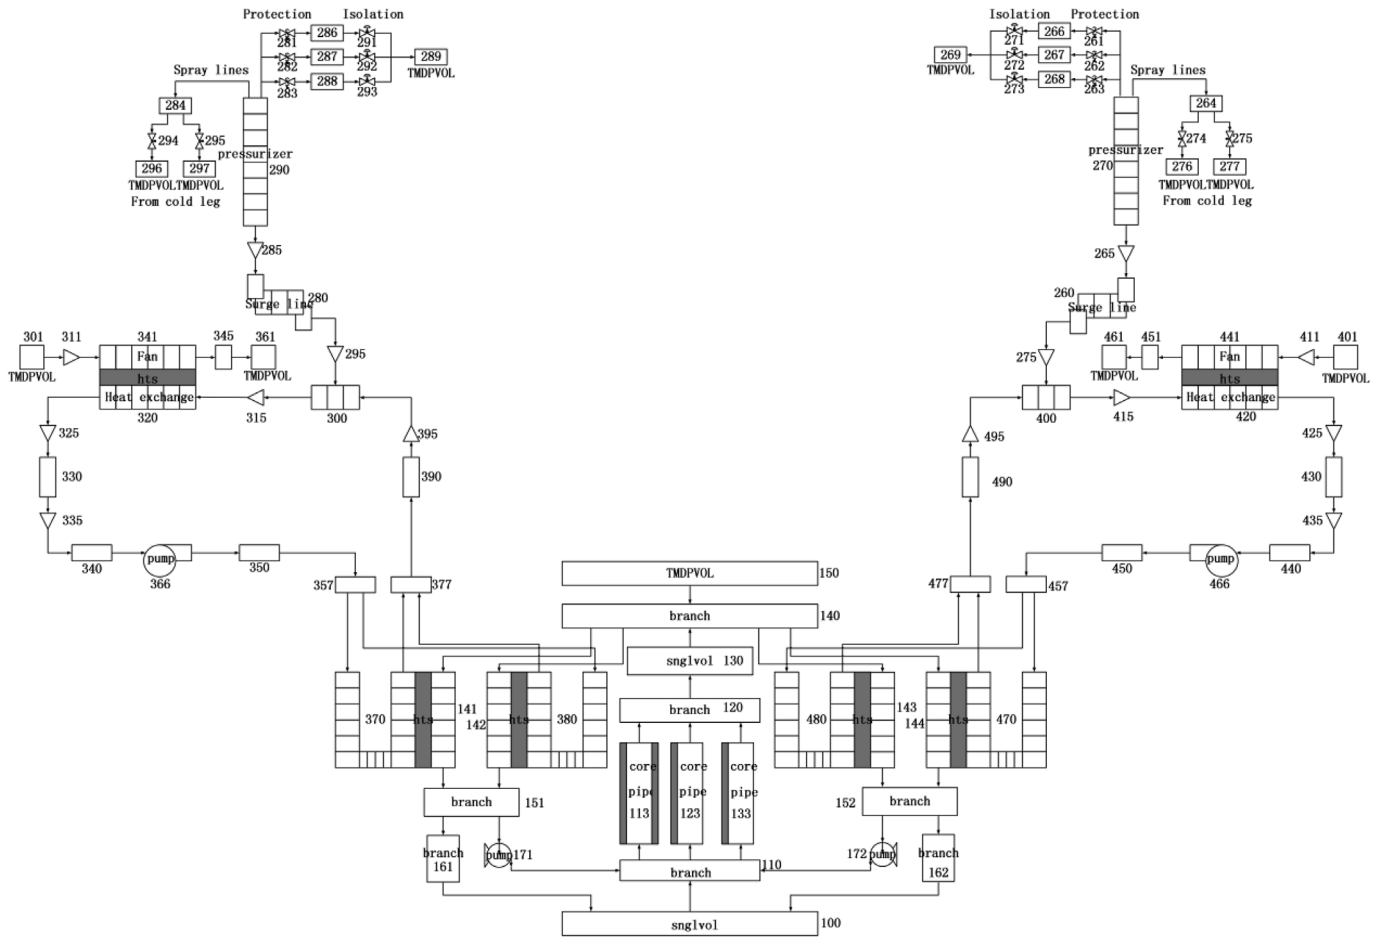 Protection Isolation
281 286 291
282 287 292 289
TMDPVOL
283 288 293
Spray lines
284
294 295
296 297
TMDPVOL TMDPVOL
From cold leg
pressurizer
290
285
280
Surge line
295
301 311 341 345 361
Fan
TMDPVOL TMDPVOL
hts
Heat exchange
320 315 300
325 395
330 390
335
340 pump 350
366
357 377
Isolation Protection
271 266 261
269 272 267 262
TMDPVOL
273 268 263
Spray lines
264
274 275
276 277
TMDPVOL TMDPVOL
From cold leg
pressurizer
270
265
260
Surge line
275
461 451 441 411 401
Fan
TMDPVOL TMDPVOL
hts
Heat exchange
400 415 420
495 425
490 430
435
450 pump 440
466
477 457
TMDPVOL 150
branch 140
snglvol 130
branch 120
370 hts 141
142 hts 380
480 hts 143
144 hts 470
core core core
pipe pipe pipe
113 123 133
branch 151
152 branch
branch pump 171
161
172 pump branch
162
branch 110
snglvol 100